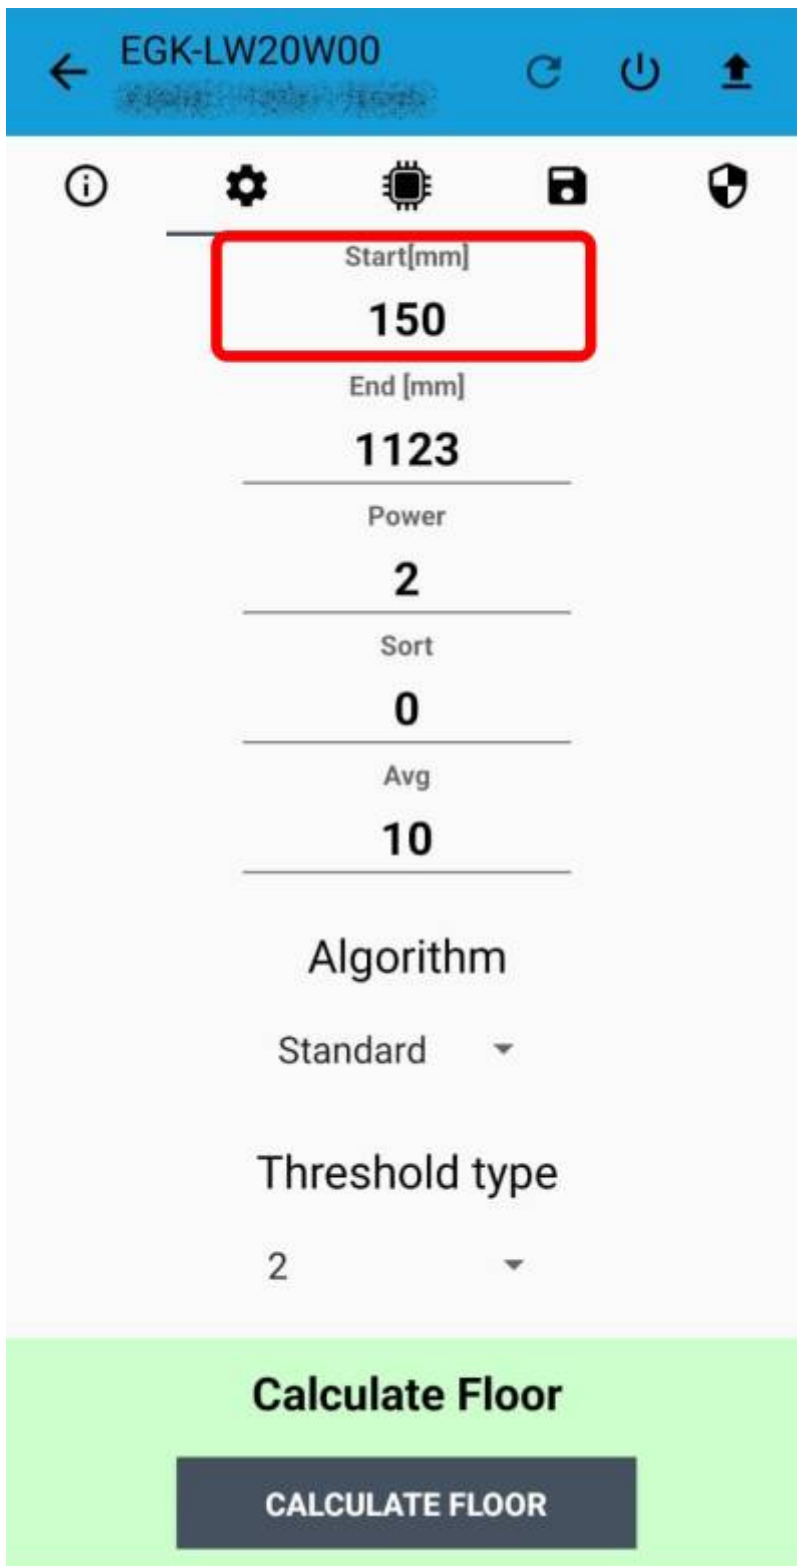 EGK-LW20W00
Start[mm]
150
End [mm]
1123
Power
2
Sort
0
Avg
10
Algorithm
Standard
Threshold type
2
Calculate Floor
CALCULATE FLOOR